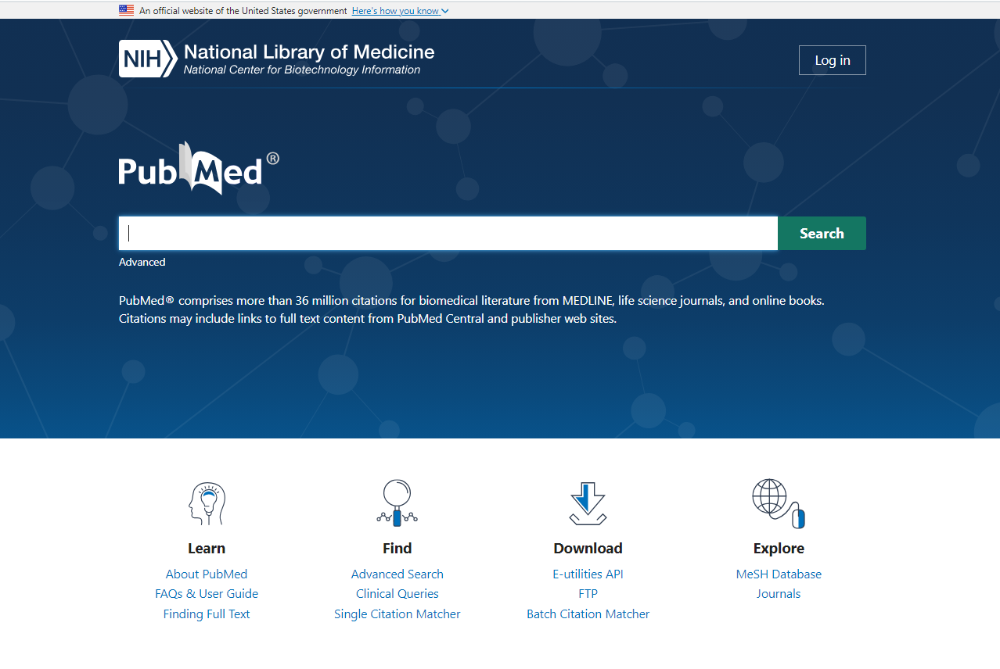 An official website of the United States government Here's how you know
NIH National Library of Medicine
National Center for Biotechnology Information
Log in
PubMed®
Search
Advanced
PubMed® comprises more than 36 million citations for biomedical literature from MEDLINE, life science journals, and online books.
Citations may include links to full text content from PubMed Central and publisher web sites.
Learn
About PubMed
FAQs & User Guide
Finding Full Text
Find
Advanced Search
Clinical Queries
Single Citation Matcher
Download
E-utilities API
FTP
Batch Citation Matcher
Explore
MeSH Database
Journals